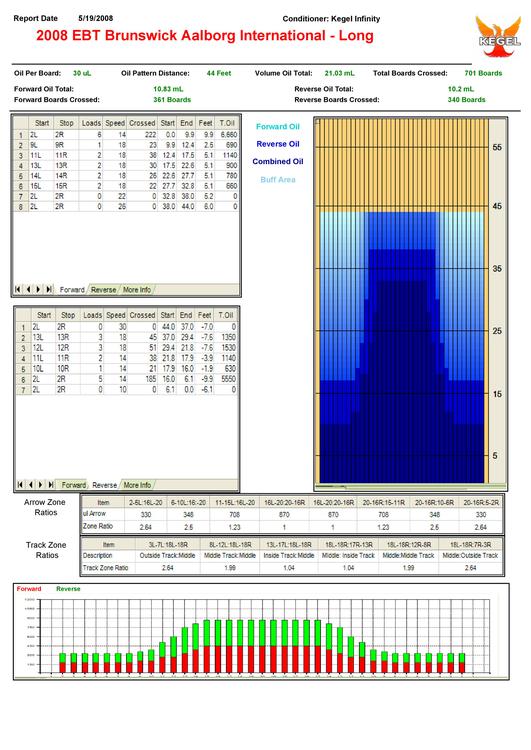 Report Date 5/19/2008 Conditioner: Kegel Infinity
2008 EBT Brunswick Aalborg International - Long
KEGEL
Oil Per Board: 30 uL Oil Pattern Distance: 44 Feet Volume Oil Total: 21.03 mL Total Boards Crossed: 701 Boards
Forward Oil Total: 10.83 mL Reverse Oil Total: 10.2 mL
Forward Boards Crossed: 361 Boards Reverse Boards Crossed: 340 Boards
Start Stop Loads Speed Crossed Start End Feet T.Oil
1 2L 2R 6 14 222 0.0 9.9 9.9 6,660
2 9L 9R 1 18 23 9.9 12.4 2.5 690
3 11L 11R 2 18 38 12.4 17.5 5.1 1140
4 13L 13R 2 18 30 17.5 22.6 5.1 900
5 14L 14R 2 18 26 22.6 27.7 5.1 780
6 15L 15R 2 18 22 27.7 32.8 5.1 660
7 2L 2R 0 22 0 32.8 38.0 5.2 0
8 2L 2R 0 26 0 38.0 44.0 6.0 0
Forward Reverse More Info
Forward Oil
Reverse Oil
Combined Oil
Buff Area
55
45
35
25
15
5
Start Stop Loads Speed Crossed Start End Feet T.Oil
1 2L 2R 0 30 0 44.0 37.0 -7.0 0
2 13L 13R 3 18 45 37.0 29.4 -7.6 1350
3 12L 12R 3 18 51 29.4 21.8 -7.6 1530
4 11L 11R 2 14 38 21.8 17.9 -3.9 1140
5 10L 10R 1 14 21 17.9 16.0 -1.9 630
6 2L 2R 5 14 185 16.0 6.1 -9.9 5550
7 2L 2R 0 10 0 6.1 0.0 -6.1 0
Forward Reverse More Info
Arrow Zone Ratios
Item 2-5L:16L-20 6-10L:16-20 11-15L:16L-20 16L-20:20-16R 16L-20:20-16R 20-16R:15-11R 20-16R:10-6R 20-16R:5-2R
ul Arrow 330 348 708 870 870 708 348 330
Zone Ratio 2.64 2.5 1.23 1 1 1.23 2.5 2.64
Track Zone Ratios
Item 3L-7L:18L-18R 8L-12L:18L-18R 13L-17L:18L-18R 18L-18R:17R-13R 18L-18R:12R-8R 18L-18R:7R-3R
Description Outside Track:Middle Middle Track:Middle Inside Track:Middle Middle: Inside Track Middle:Middle Track Middle:Outside Track
Track Zone Ratio 2.64 1.99 1.04 1.04 1.99 2.64
Forward Reverse